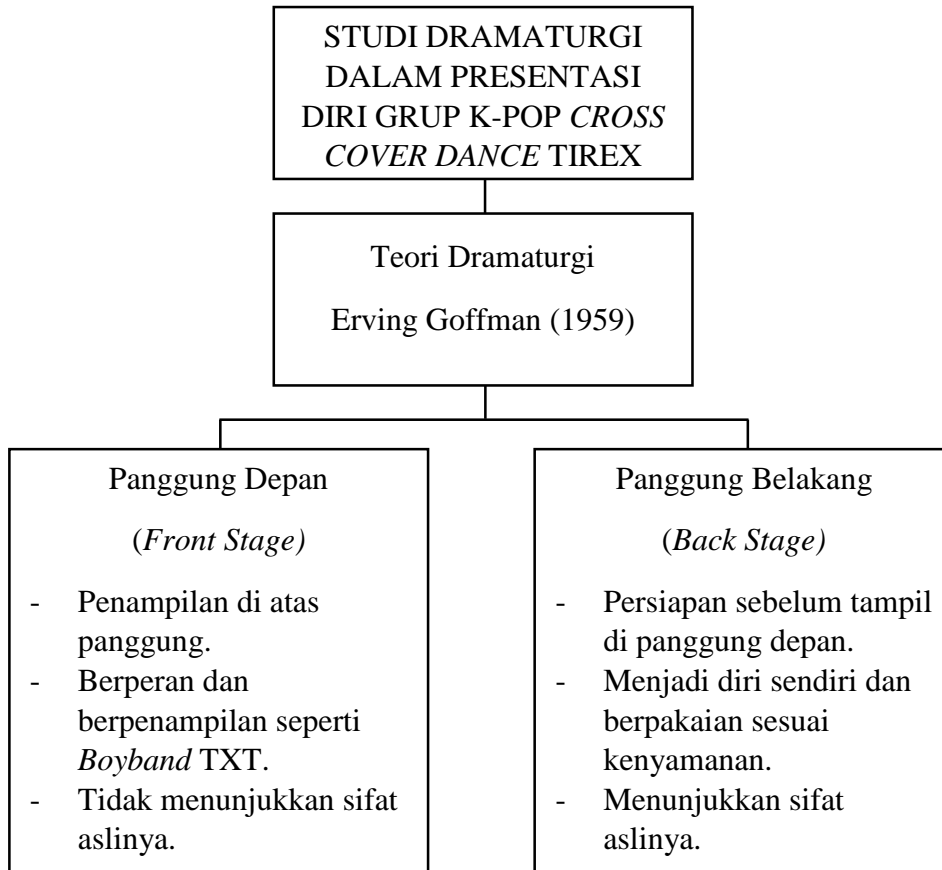 STUDI DRAMATURGI
DALAM PRESENTASI
DIRI GRUP K-POP CROSS
COVER DANCE TIREX
Teori Dramaturgi
Erving Goffman (1959)
Panggung Depan
(Front Stage)
- Penampilan di atas
panggung.
- Berperan dan
berpenampilan seperti
Boyband TXT.
- Tidak menunjukkan sifat
aslinya.
Panggung Belakang
(Back Stage)
- Persiapan sebelum tampil
di panggung depan.
- Menjadi diri sendiri dan
berpakaian sesuai
kenyamanan.
- Menunjukkan sifat
aslinya.